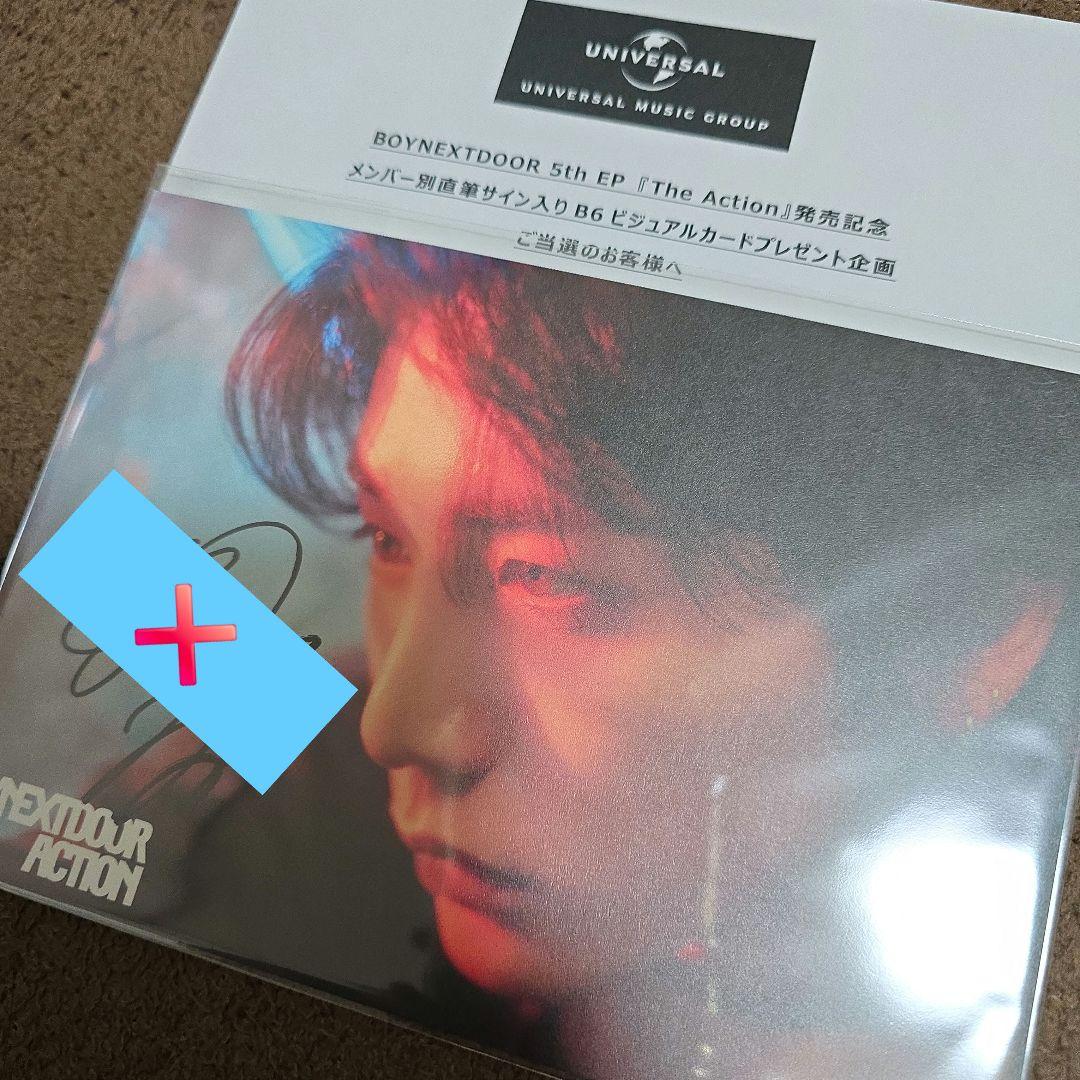 UNIVERSAL
UNIVERSAL MUSIC GROUP
BOYNEXTDOOR 5th EP『The Action』発売記念
メンバー別直筆サイン入りB6ビジュアルカードプレゼント企画
ご当選のお客様へ
NEXTDOOR
ACTION